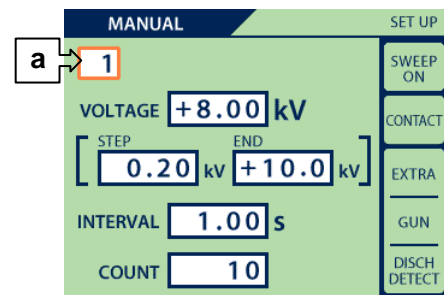 MANUAL SET UP
a 1 SWEEP ON
VOLTAGE +8.00 kV CONTACT
STEP END
[ 0.20 kV +10.0 kV ] EXTRA
INTERVAL 1.00 s GUN
COUNT 10 DISCH DETECT